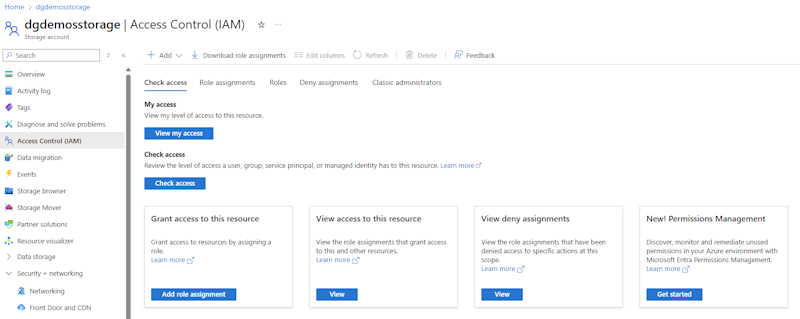 Home > dgdemosstorage >
dgdemosstorage | Access Control (IAM) ☆ ...
Storage account
Search
Overview
Activity log
Tags
Diagnose and solve problems
Access Control (IAM)
Data migration
Events
Storage browser
Storage Mover
Partner solutions
Resource visualizer
Data storage
Security + networking
Networking
Front Door and CDN
+ Add Download role assignments Edit columns Refresh Delete Feedback
Check access Role assignments Roles Deny assignments Classic administrators
My access
View my level of access to this resource.
View my access
Check access
Review the level of access a user, group, service principal, or managed identity has to this resource. Learn more
Check access
Grant access to this resource
Grant access to resources by assigning a
role.
Learn more
Add role assignment
View access to this resource
View the role assignments that grant access
to this and other resources.
Learn more
View
View deny assignments
View the role assignments that have been
denied access to specific actions at this
scope.
Learn more
View
New! Permissions Management
Discover, monitor and remediate unused
permissions in your Azure environment with
Microsoft Entra Permissions Management.
Learn more
Get started